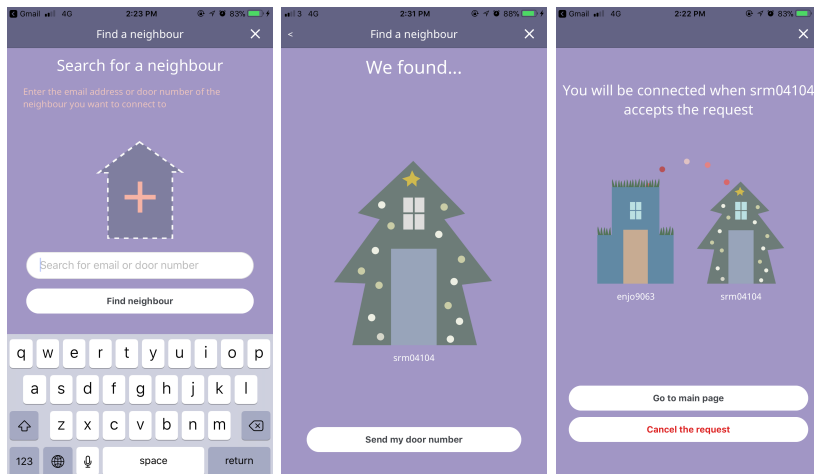 Gmail 4G 2:23 PM 83%
Find a neighbour
Search for a neighbour
Enter the email address or door number of the
neighbour you want to connect to
Search for email or door number
Find neighbour
q w e r t y u i o p
a s d f g h j k l
z x c v b n m
123 space return
3 4G 2:31 PM 88%
< Find a neighbour
We found...
srm04104
Send my door number
Gmail 4G 2:22 PM 83%
You will be connected when srm04104
accepts the request
enjo9063 srm04104
Go to main page
Cancel the request